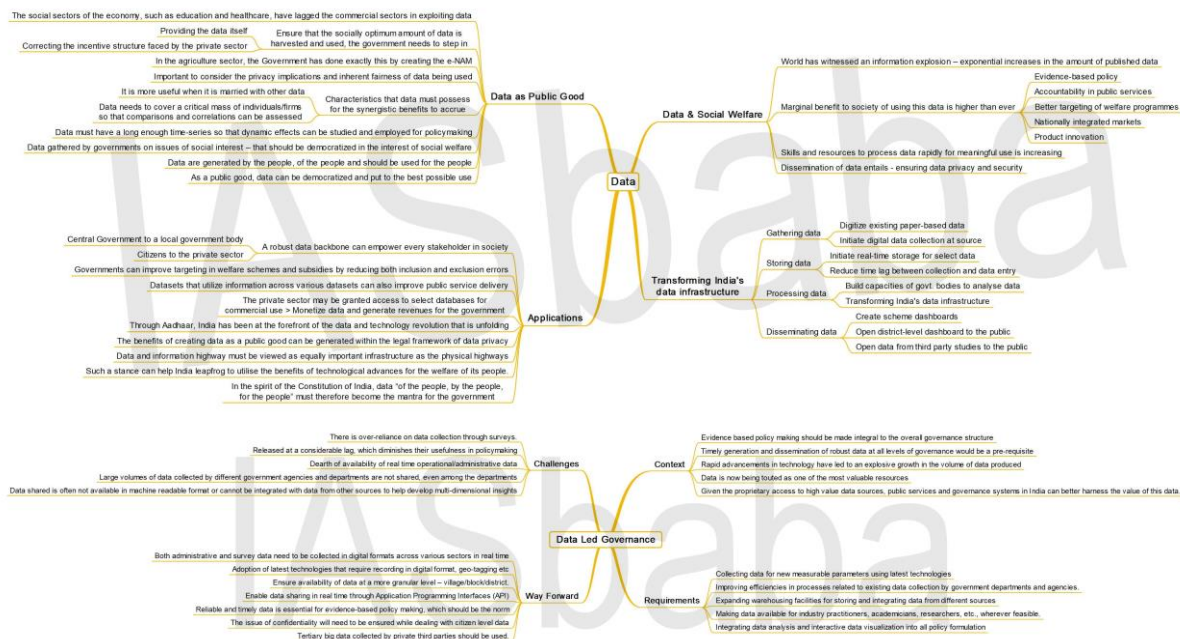 The social sectors of the economy, such as education and healthcare, have lagged the commercial sectors in exploiting data
Providing the data itself
Correcting the incentive structure faced by the private sector
Ensure that the socially optimum amount of data is
harvested and used, the government needs to step in
In the agriculture sector, the Government has done exactly this by creating the e-NAM
Important to consider the privacy implications and inherent fairness of data being used
It is more useful when it is married with other data
Data needs to cover a critical mass of individuals/firms
so that comparisons and correlations can be assessed
Characteristics that data must possess
for the synergistic benefits to accrue
Data must have a long enough time-series so that dynamic effects can be studied and employed for policymaking
Data gathered by governments on issues of social interest – that should be democratized in the interest of social welfare
Data are generated by the people, of the people and should be used for the people
As a public good, data can be democratized and put to the best possible use
Data as Public Good
Central Government to a local government body
Citizens to the private sector
A robust data backbone can empower every stakeholder in society
Governments can improve targeting in welfare schemes and subsidies by reducing both inclusion and exclusion errors
Datasets that utilize information across various datasets can also improve public service delivery
The private sector may be granted access to select databases for
commercial use > Monetize data and generate revenues for the government
Through Aadhaar, India has been at the forefront of the data and technology revolution that is unfolding
The benefits of creating data as a public good can be generated within the legal framework of data privacy
Data and information highway must be viewed as equally important infrastructure as the physical highways
Such a stance can help India leapfrog to utilise the benefits of technological advances for the welfare of its people.
In the spirit of the Constitution of India, data “of the people, by the people,
for the people” must therefore become the mantra for the government
Applications
Data
Data & Social Welfare
World has witnessed an information explosion – exponential increases in the amount of published data
Marginal benefit to society of using this data is higher than ever
Evidence-based policy
Accountability in public services
Better targeting of welfare programmes
Nationally integrated markets
Product innovation
Skills and resources to process data rapidly for meaningful use is increasing
Dissemination of data entails - ensuring data privacy and security
Transforming India's
data infrastructure
Gathering data
Digitize existing paper-based data
Initiate digital data collection at source
Storing data
Initiate real-time storage for select data
Reduce time lag between collection and data entry
Processing data
Build capacities of govt. bodies to analyse data
Transforming India's data infrastructure
Disseminating data
Create scheme dashboards
Open district-level dashboard to the public
Open data from third party studies to the public
There is over-reliance on data collection through surveys.
Released at a considerable lag, which diminishes their usefulness in policymaking
Dearth of availability of real time operational/administrative data
Large volumes of data collected by different government agencies and departments are not shared, even among the departments
Data shared is often not available in machine readable format or cannot be integrated with data from other sources to help develop multi-dimensional insights
Challenges
Both administrative and survey data need to be collected in digital formats across various sectors in real time
Adoption of latest technologies that require recording in digital format, geo-tagging etc
Ensure availability of data at a more granular level – village/block/district.
Enable data sharing in real time through Application Programming Interfaces (API)
Reliable and timely data is essential for evidence-based policy making, which should be the norm
The issue of confidentiality will need to be ensured while dealing with citizen level data
Tertiary big data collected by private third parties should be used.
Way Forward
Data Led Governance
Context
Evidence based policy making should be made integral to the overall governance structure
Timely generation and dissemination of robust data at all levels of governance would be a pre-requisite
Rapid advancements in technology have led to an explosive growth in the volume of data produced
Data is now being touted as one of the most valuable resources
Given the proprietary access to high value data sources, public services and governance systems in India can better harness the value of this data.
Requirements
Collecting data for new measurable parameters using latest technologies
Improving efficiencies in processes related to existing data collection by government departments and agencies.
Expanding warehousing facilities for storing and integrating data from different sources
Making data available for industry practitioners, academicians, researchers, etc., wherever feasible.
Integrating data analysis and interactive data visualization into all policy formulation
IASbaba
IASbaba